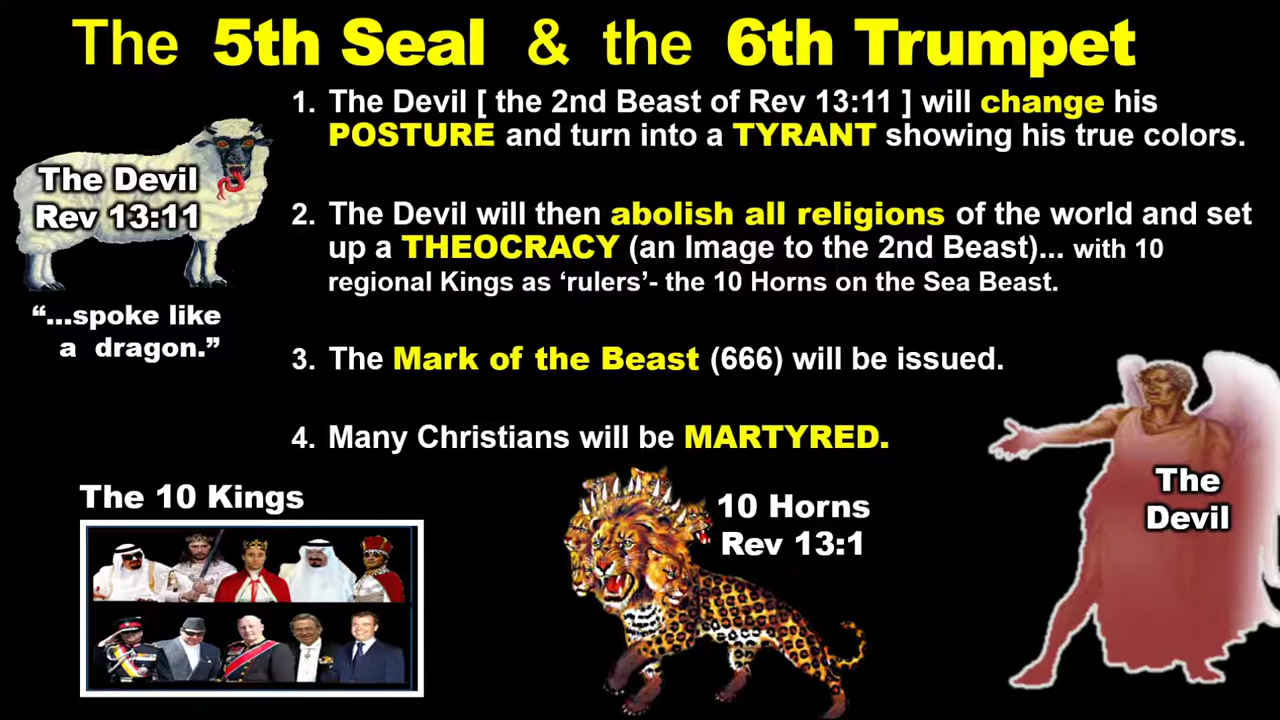 The 5th Seal & the 6th Trumpet
1. The Devil [ the 2nd Beast of Rev 13:11 ] will change his
POSTURE and turn into a TYRANT showing his true colors.
The Devil
Rev 13:11
2. The Devil will then abolish all religions of the world and set
up a THEOCRACY (an Image to the 2nd Beast)... with 10
regional Kings as ‘rulers’- the 10 Horns on the Sea Beast.
“...spoke like
a dragon.”
3. The Mark of the Beast (666) will be issued.
4. Many Christians will be MARTYRED.
The 10 Kings
10 Horns
Rev 13:1
The
Devil